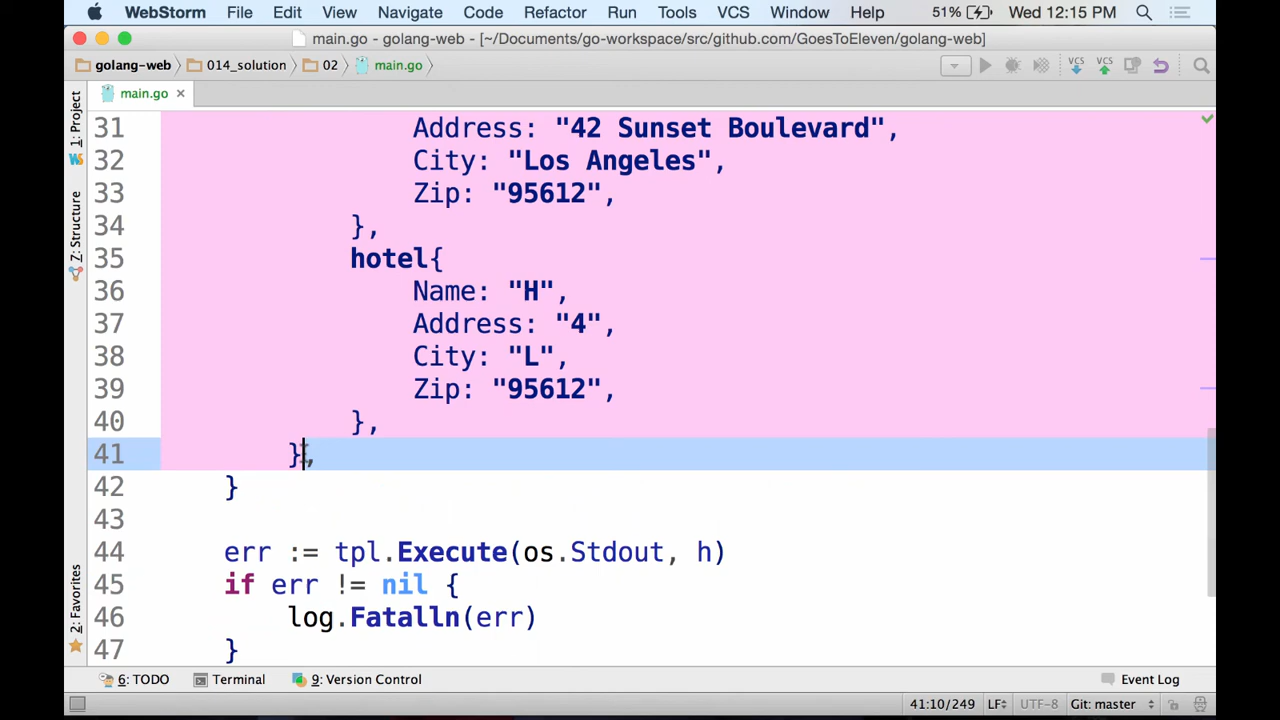 WebStorm File Edit View Navigate Code Refactor Run Tools VCS Window Help 51% Wed 12:15 PM
main.go - golang-web - [~/Documents/go-workspace/src/github.com/GoesToEleven/golang-web]
golang-web 014_solution 02 main.go VCS VCS
main.go
1: Project
Z: Structure
2: Favorites
31 Address: "42 Sunset Boulevard",
32 City: "Los Angeles",
33 Zip: "95612",
34 },
35 hotel{
36 Name: "H",
37 Address: "4",
38 City: "L",
39 Zip: "95612",
40 },
41 },
42 }
43
44 err := tpl.Execute(os.Stdout, h)
45 if err != nil {
46 log.Fatalln(err)
47 }
6: TODO Terminal 9: Version Control Event Log
41:10/249 LF UTF-8 Git: master